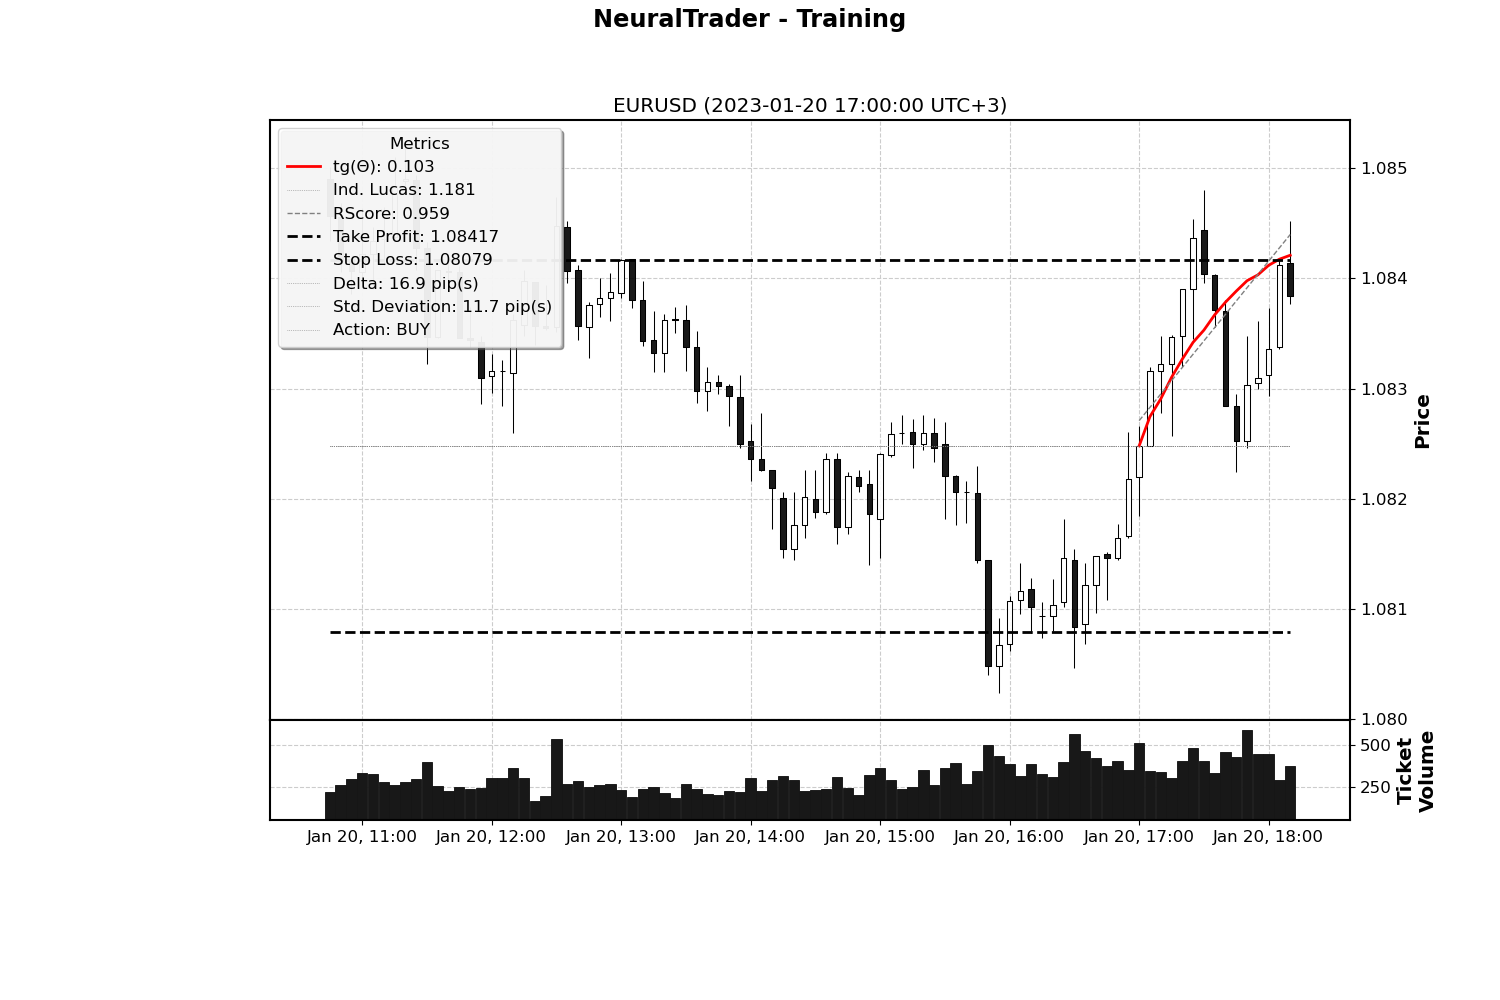 NeuralTrader - Training
EURUSD (2023-01-20 17:00:00 UTC+3)
Metrics
tg(Θ): 0.103
Ind. Lucas: 1.181
RScore: 0.959
Take Profit: 1.08417
Stop Loss: 1.08079
Delta: 16.9 pip(s)
Std. Deviation: 11.7 pip(s)
Action: BUY
1.085
1.084
1.083
1.082
1.081
1.080
Price
500
250
Ticket
Volume
Jan 20, 11:00
Jan 20, 12:00
Jan 20, 13:00
Jan 20, 14:00
Jan 20, 15:00
Jan 20, 16:00
Jan 20, 17:00
Jan 20, 18:00